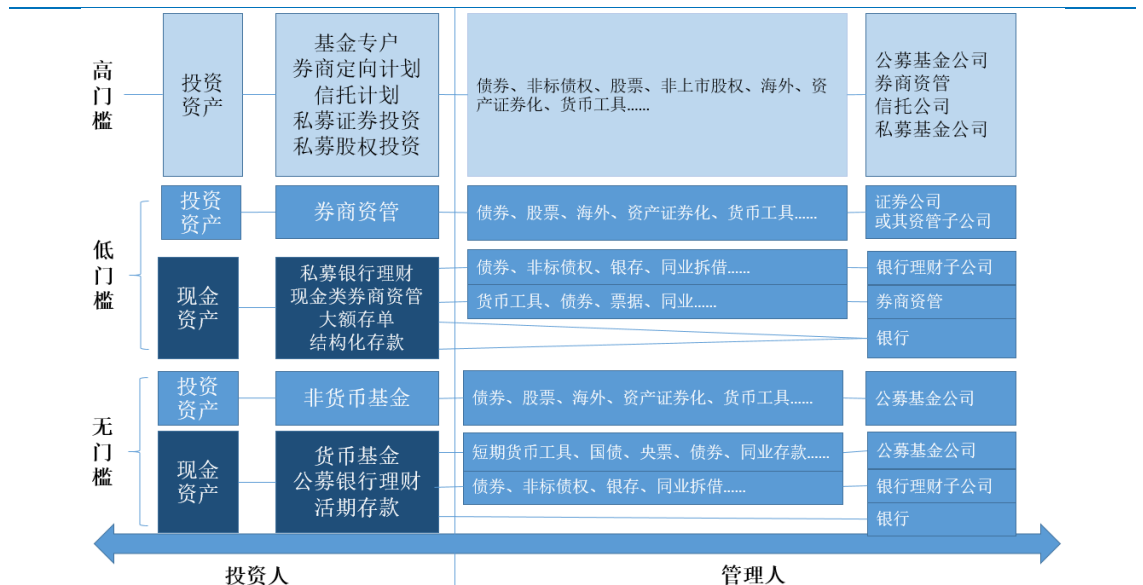 高门槛
投资
资产
基金专户
券商定向计划
信托计划
私募证券投资
私募股权投资
债券、非标债权、股票、非上市股权、海外、资
产证券化、货币工具......
公募基金公司
券商资管
信托公司
私募基金公司
低门槛
投资
资产
券商资管
债券、股票、海外、资产证券化、货币工具......
证券公司
或其资管子公司
现金
资产
私募银行理财
现金类券商资管
大额存单
结构化存款
债券、非标债权、银存、同业拆借......
货币工具、债券、票据、同业......
银行理财子公司
券商资管
银行
无门槛
投资
资产
非货币基金
债券、股票、海外、资产证券化、货币工具......
公募基金公司
现金
资产
货币基金
公募银行理财
活期存款
短期货币工具、国债、央票、债券、同业存款......
债券、非标债权、银存、同业拆借......
公募基金公司
银行理财子公司
银行
投资人
管理人